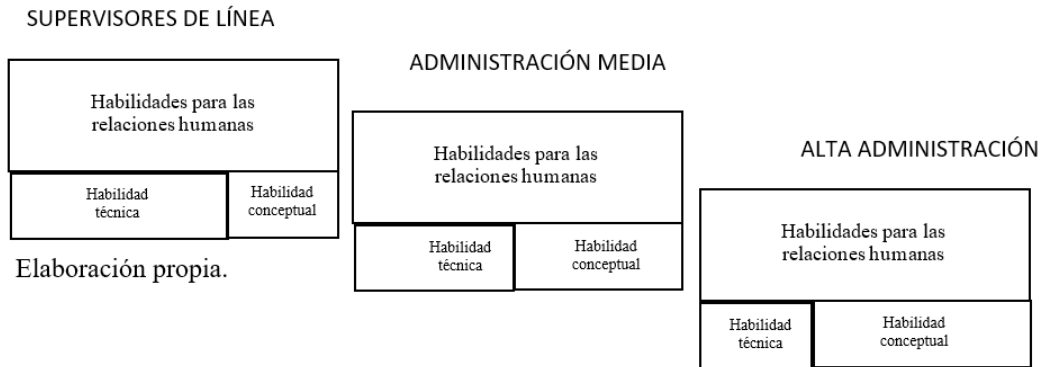 SUPERVISORES DE LÍNEA
Habilidades para las
relaciones humanas
Habilidad
técnica
Habilidad
conceptual
Elaboración propia.
ADMINISTRACIÓN MEDIA
Habilidades para las
relaciones humanas
Habilidad
técnica
Habilidad
conceptual
ALTA ADMINISTRACIÓN
Habilidades para las
relaciones humanas
Habilidad
técnica
Habilidad
conceptual